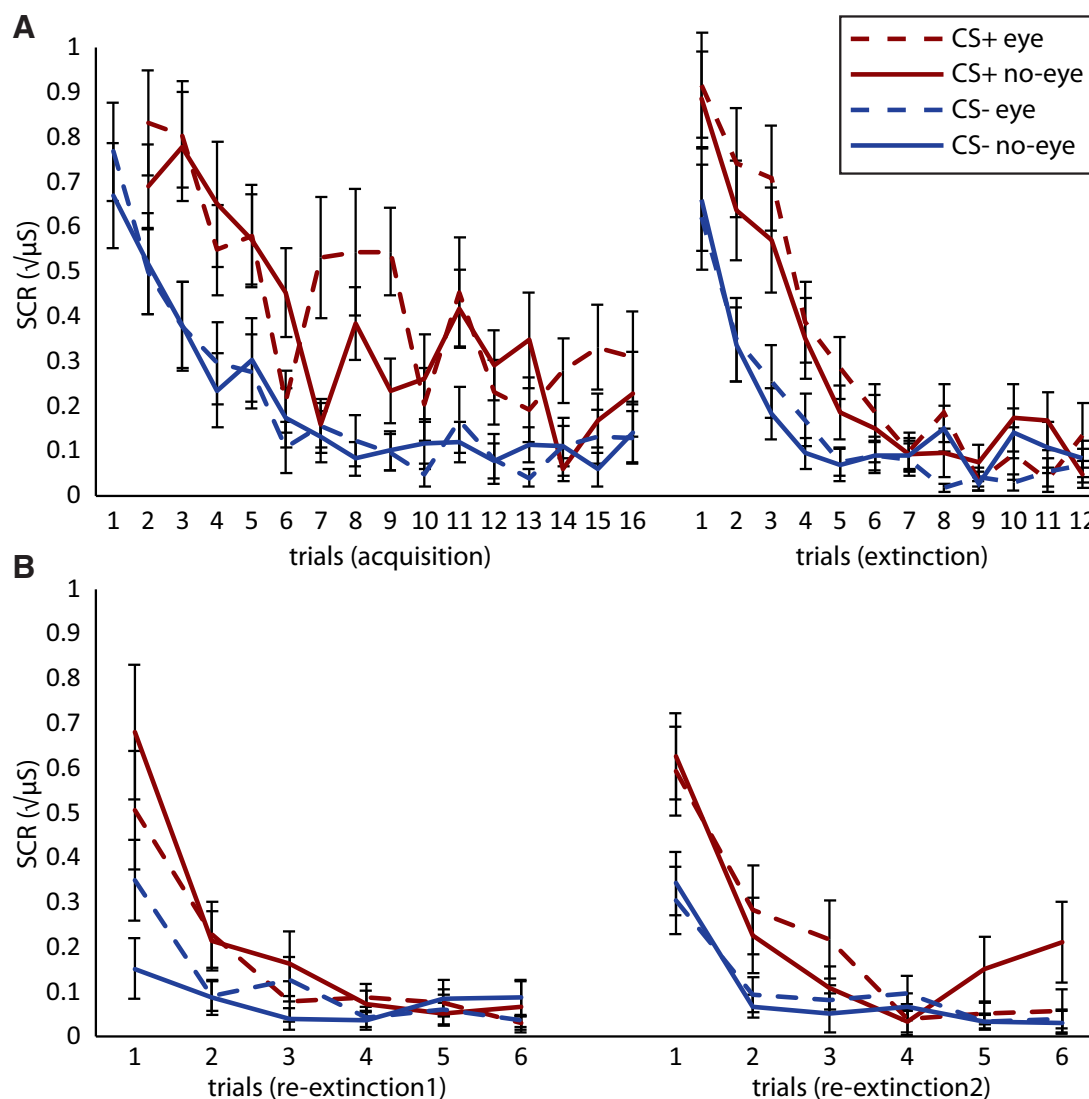 A
CS+ eye
CS+ no-eye
CS- eye
CS- no-eye
SCR (√µS)
1
0.9
0.8
0.7
0.6
0.5
0.4
0.3
0.2
0.1
0
1 2 3 4 5 6 7 8 9 10 11 12 13 14 15 16
trials (acquisition)
1 2 3 4 5 6 7 8 9 10 11 12
trials (extinction)
B
SCR (√µS)
1
0.9
0.8
0.7
0.6
0.5
0.4
0.3
0.2
0.1
0
1 2 3 4 5 6
trials (re-extinction1)
1 2 3 4 5 6
trials (re-extinction2)